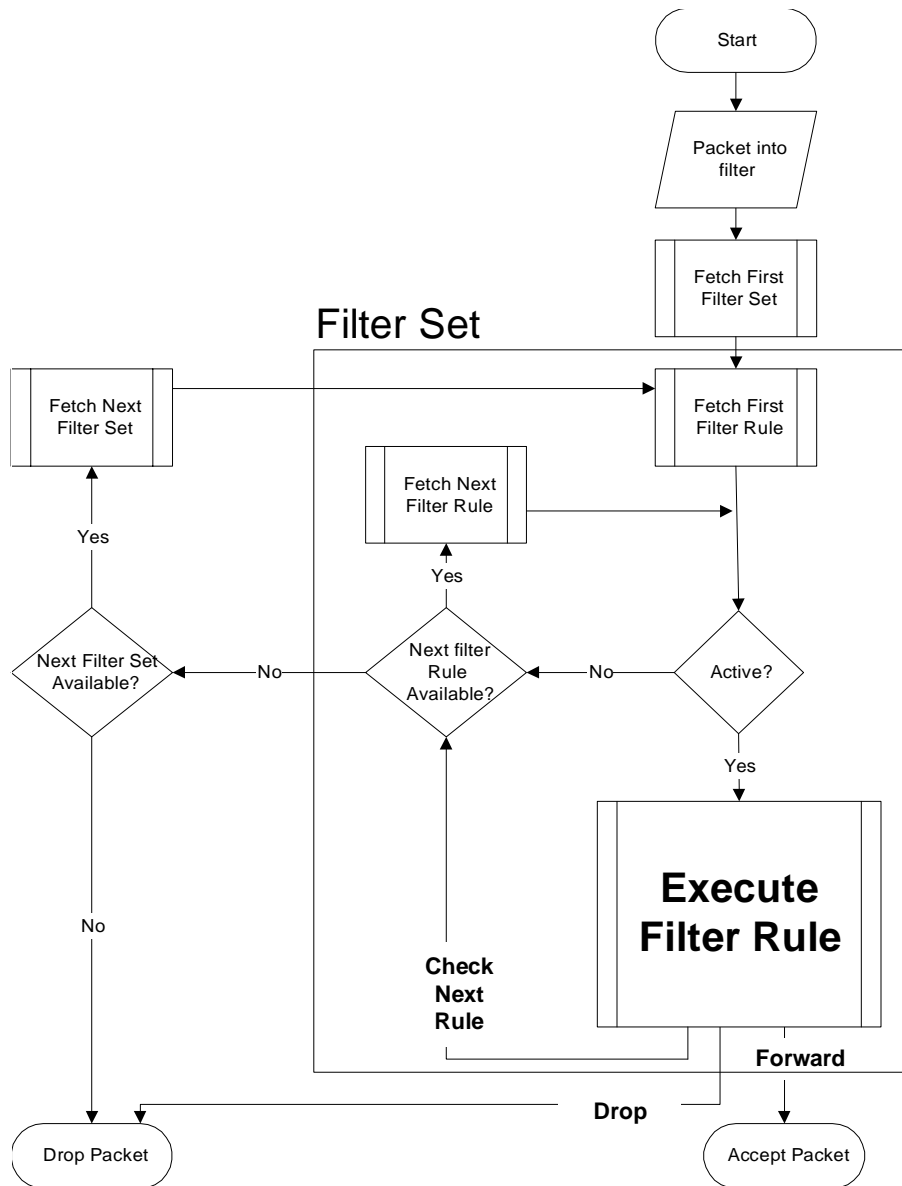 Start
Packet into
filter
Fetch First
Filter Set
Filter Set
Fetch Next
Filter Set
Fetch First
Filter Rule
Fetch Next
Filter Rule
Yes
Yes
Next Filter Set
Available?
No
Next filter
Rule
Available?
No
Active?
Yes
Execute
Filter Rule
No
Check
Next
Rule
Forward
Drop
Drop Packet
Accept Packet